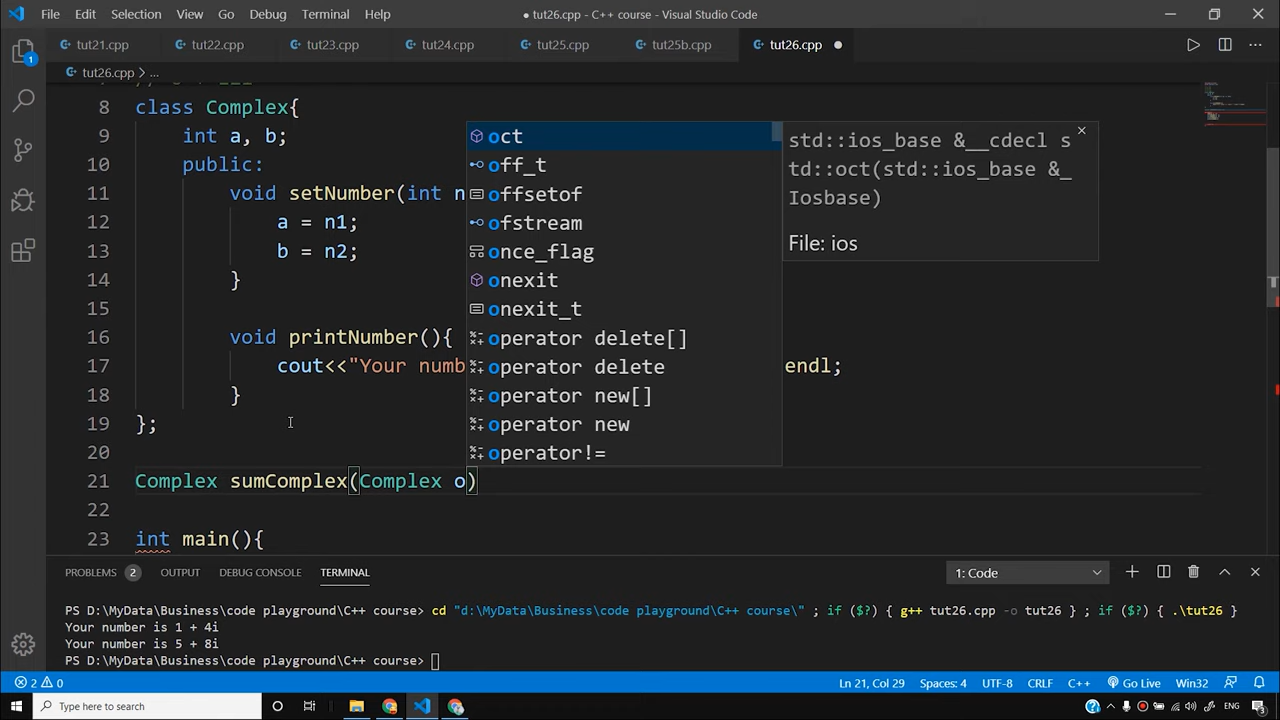 File Edit Selection View Go Debug Terminal Help
● tut26.cpp - C++ course - Visual Studio Code
tut21.cpp tut22.cpp tut23.cpp tut24.cpp tut25.cpp tut25b.cpp tut26.cpp ●
tut26.cpp > ...
8 class Complex{
9 int a, b;
10 public:
11 void setNumber(int n
12 a = n1;
13 b = n2;
14 }
15
16 void printNumber(){
17 cout<<"Your numb endl;
18 }
19 };
20
21 Complex sumComplex(Complex o)
22
23 int main(){
oct
off_t
offsetof
ofstream
once_flag
onexit
onexit_t
operator delete[]
operator delete
operator new[]
operator new
operator!=
std::ios_base &__cdecl s
td::oct(std::ios_base &_
Iosbase)
File: ios
1
PROBLEMS 2 OUTPUT DEBUG CONSOLE TERMINAL 1: Code
PS D:\MyData\Business\code playground\C++ course> cd "d:\MyData\Business\code playground\C++ course\" ; if ($?) { g++ tut26.cpp -o tut26 } ; if ($?) { .\tut26 }
Your number is 1 + 4i
Your number is 5 + 8i
PS D:\MyData\Business\code playground\C++ course>
2 0 Ln 21, Col 29 Spaces: 4 UTF-8 CRLF C++ Go Live Win32
Type here to search ENG